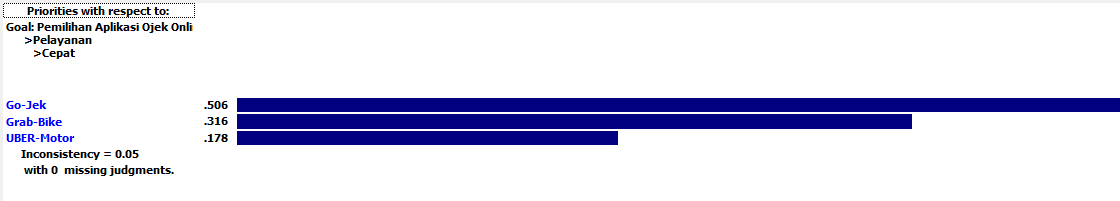 Priorities with respect to:
Goal: Pemilihan Aplikasi Ojek Onli
>Pelayanan
>Cepat
Go-Jek .506
Grab-Bike .316
UBER-Motor .178
Inconsistency = 0.05
with 0 missing judgments.